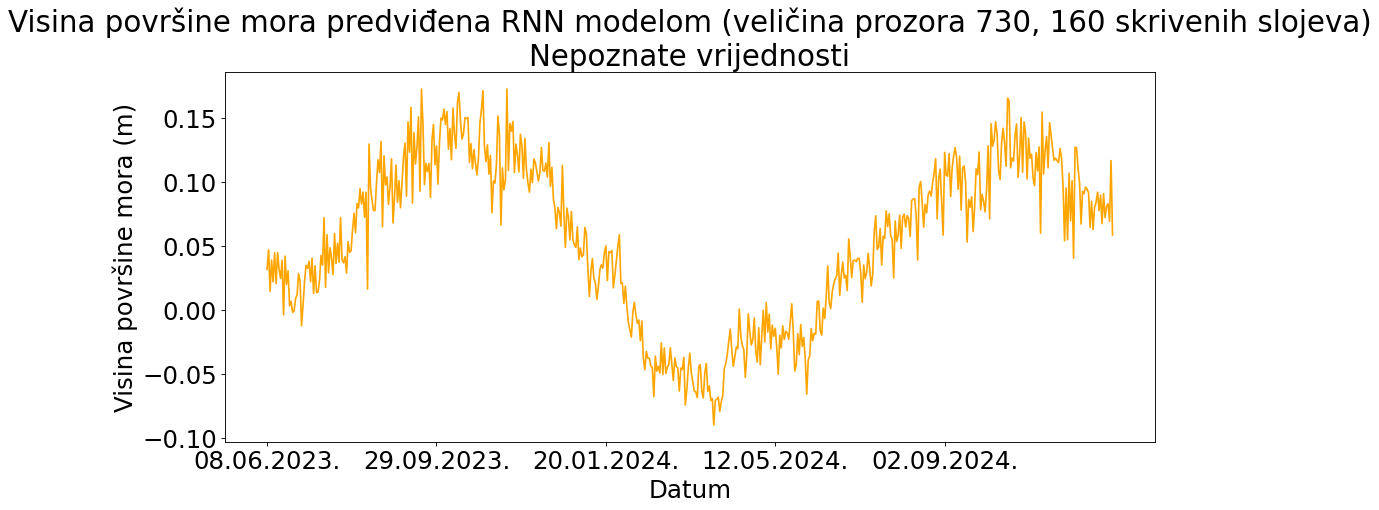 Visina površine mora predviđena RNN modelom (veličina prozora 730, 160 skrivenih slojeva)
Nepoznate vrijednosti
Visina površine mora (m)
0.15
0.10
0.05
0.00
−0.05
−0.10
08.06.2023. 29.09.2023. 20.01.2024. 12.05.2024. 02.09.2024.
Datum